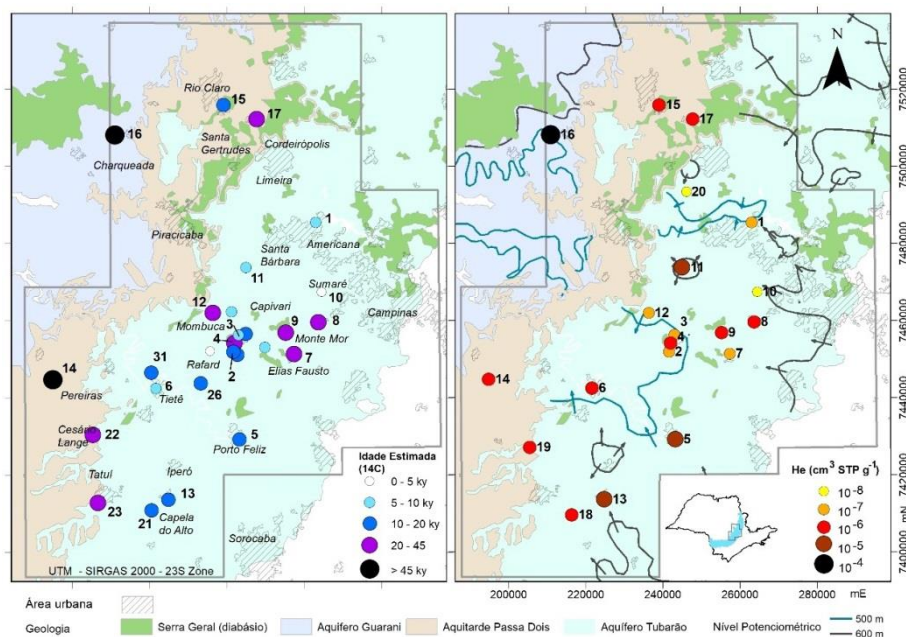 Rio Claro
15
17
16
Santa
Gertrudes
Cordeirópolis
Charqueada
Limeira
1
Piracicaba
Americana
Santa
Bárbara
11
Sumaré
10
12
Capivari
Campinas
3
9
8
Mombuca
4
Monte Mor
31
Rafard
7
2
Elias Fausto
14
6
26
Pereiras
Tietê
Cesário
Lange
22
5
Porto Feliz
Tatuí
Iperó
13
23
21
Capela
do Alto
Sorocaba
Idade Estimada
(14C)
0 - 5 ky
5 - 10 ky
10 - 20 ky
20 - 45
> 45 ky
UTM - SIRGAS 2000 - 23S Zone
N
15
17
16
20
1
11
10
12
3
8
4
9
2
7
14
6
5
19
13
18
He (cm³ STP g⁻¹)
10⁻⁸
10⁻⁷
10⁻⁶
10⁻⁵
10⁻⁴
7520000
7500000
7480000
7460000
7440000
7420000
7400000
mN
200000 220000 240000 260000 280000 mE
Área urbana
Geologia Serra Geral (diabásio) Aquífero Guarani Aquitarde Passa Dois Aquífero Tubarão Nível Potenciométrico 500 m
600 m